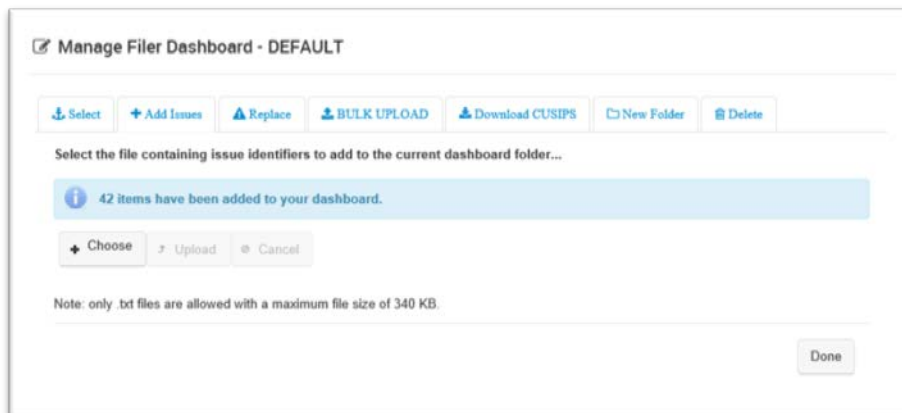 Manage Filer Dashboard - DEFAULT
Select Add Issues Replace BULK UPLOAD Download CUSIPS New Folder Delete
Select the file containing issue identifiers to add to the current dashboard folder...
42 items have been added to your dashboard.
Choose Upload Cancel
Note: only .txt files are allowed with a maximum file size of 340 KB.
Done